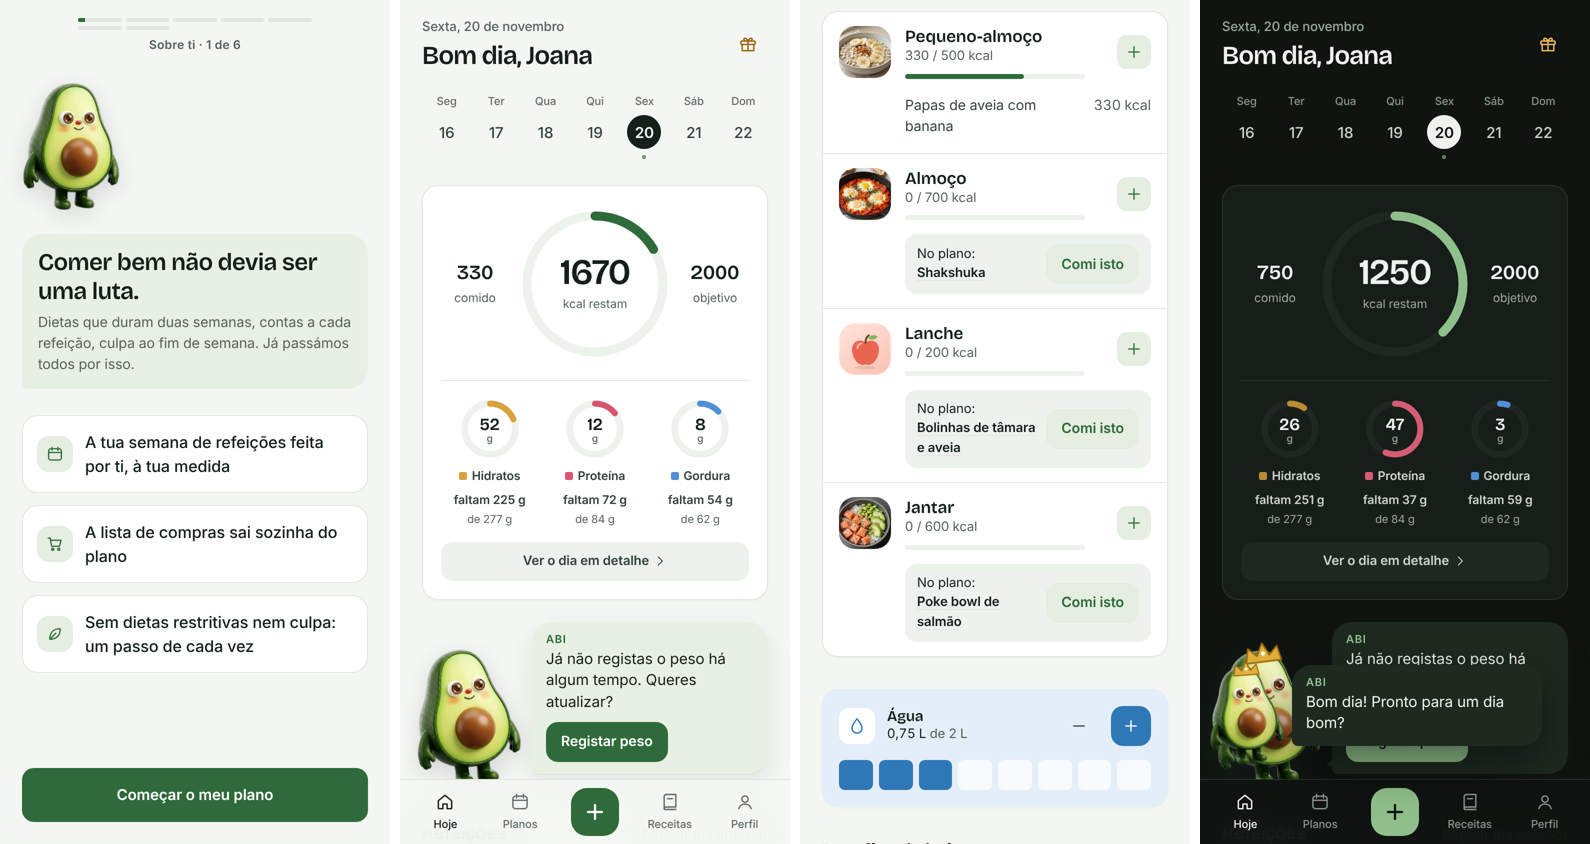 Sobre ti · 1 de 6
Comer bem não devia ser
uma luta.
Dietas que duram duas semanas, contas a cada
refeição, culpa ao fim de semana. Já passámos
todos por isso.
A tua semana de refeições feita
por ti, à tua medida
A lista de compras sai sozinha do
plano
Sem dietas restritivas nem culpa:
um passo de cada vez
Começar o meu plano
Sexta, 20 de novembro
Bom dia, Joana
Seg Ter Qua Qui Sex Sáb Dom
16 17 18 19 20 21 22
330
comido
1670
kcal restam
2000
objetivo
52
g
12
g
8
g
Hidratos Proteína Gordura
faltam 225 g faltam 72 g faltam 54 g
de 277 g de 84 g de 62 g
Ver o dia em detalhe
ABI
Já não registas o peso há
algum tempo. Queres
atualizar?
Registar peso
Hoje Planos Receitas Perfil
Pequeno-almoço
330 / 500 kcal
Papas de aveia com
banana
330 kcal
Almoço
0 / 700 kcal
No plano:
Shakshuka
Comi isto
Lanche
0 / 200 kcal
No plano:
Bolinhas de tâmara
e aveia
Comi isto
Jantar
0 / 600 kcal
No plano:
Poke bowl de
salmão
Comi isto
Água
0,75 L de 2 L
Sexta, 20 de novembro
Bom dia, Joana
Seg Ter Qua Qui Sex Sáb Dom
16 17 18 19 20 21 22
750
comido
1250
kcal restam
2000
objetivo
26
g
47
g
3
g
Hidratos Proteína Gordura
faltam 251 g faltam 37 g faltam 59 g
de 277 g de 84 g de 62 g
Ver o dia em detalhe
ABI
Já não registas o peso há
ABI
Bom dia! Pronto para um dia
bom?
Hoje Planos Receitas Perfil